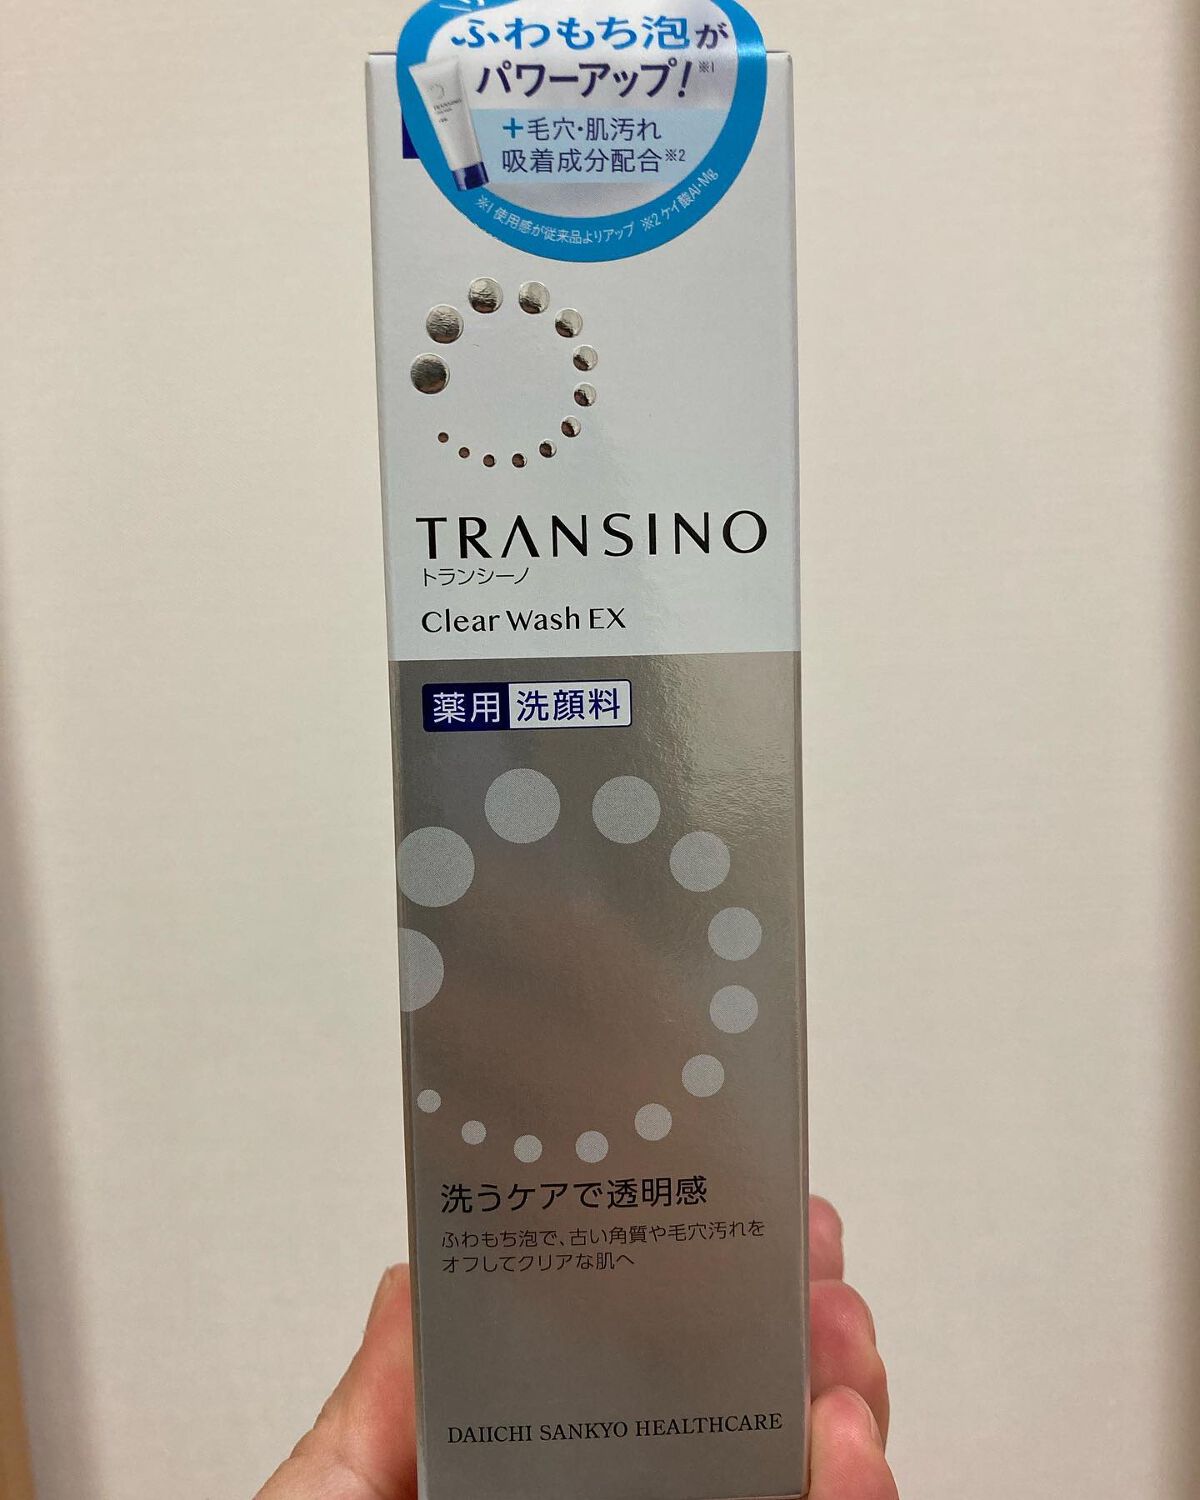 ふわもち泡が
パワーアップ!※1
+毛穴・肌汚れ
吸着成分配合※2
※1 使用感が従来品よりアップ ※2 ケイ酸Al・Mg
TRANSINO
トランシーノ
Clear Wash EX
薬用 洗顔料
洗うケアで透明感
ふわもち泡で、古い角質や毛穴汚れを
オフしてクリアな肌へ
DAIICHI SANKYO HEALTHCARE